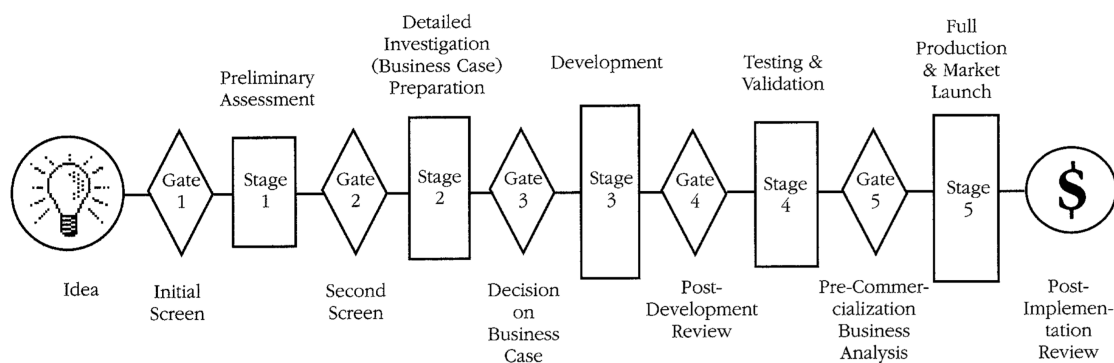 Preliminary
Assessment
Detailed
Investigation
(Business Case)
Preparation
Development
Testing &
Validation
Full
Production
& Market
Launch
Gate
1
Stage
1
Gate
2
Stage
2
Gate
3
Stage
3
Gate
4
Stage
4
Gate
5
Stage
5
$
Idea
Initial
Screen
Second
Screen
Decision
on
Business
Case
Post-
Development
Review
Pre-Commer-
cialization
Business
Analysis
Post-
Implemen-
tation
Review